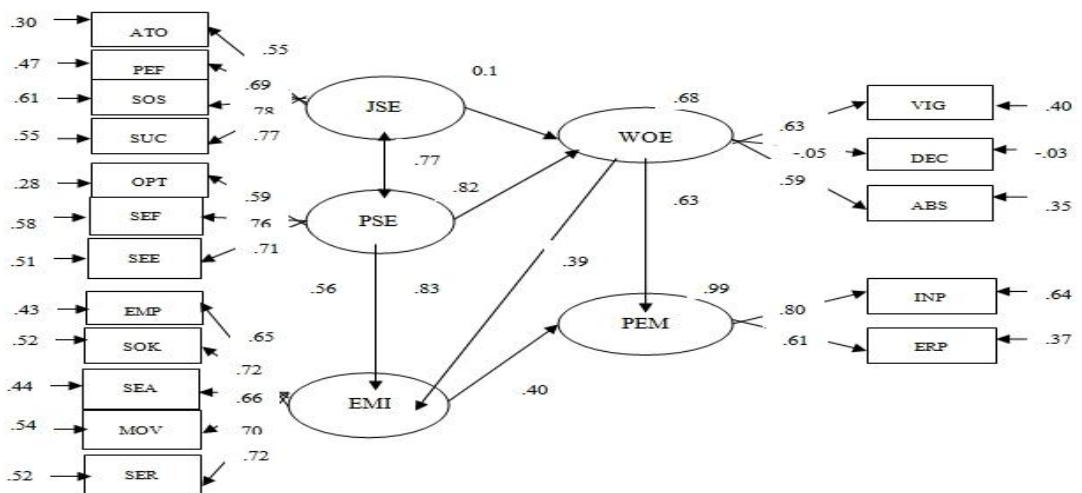 .30 ATO .55
.47 PEF .69
.61 SOS .78
.55 SUC .77
.28 OPT .59
.58 SEF .76
.51 SEE .71
.43 EMP .65
.52 SOK .72
.44 SEA .66
.54 MOV .70
.52 SER .72
JSE
0.1
.77
PSE
.82
.56
.83
EMI
.39
.40
WOE
.68
.63
PEM
.99
.63 VIG .40
-.05 DEC -.03
.59 ABS .35
.80 INP .64
.61 ERP .37